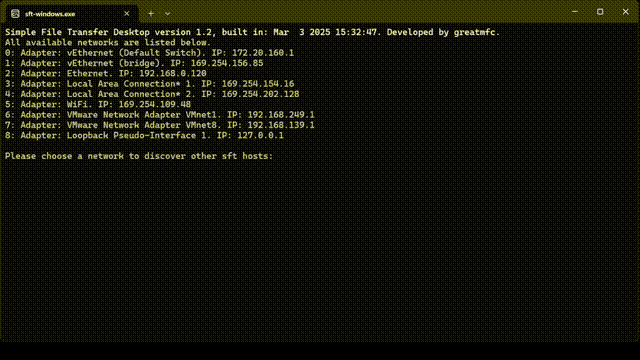 sft-windows.exe
Simple File Transfer Desktop version 1.2, built in: Mar  3 2025 15:32:47. Developed by greatmfc.
All available networks are listed below.
0: Adapter: vEthernet (Default Switch). IP: 172.20.160.1
1: Adapter: vEthernet (bridge). IP: 169.254.156.85
2: Adapter: Ethernet. IP: 192.168.0.120
3: Adapter: Local Area Connection* 1. IP: 169.254.154.16
4: Adapter: Local Area Connection* 2. IP: 169.254.202.128
5: Adapter: WiFi. IP: 169.254.109.48
6: Adapter: VMware Network Adapter VMnet1. IP: 192.168.249.1
7: Adapter: VMware Network Adapter VMnet8. IP: 192.168.139.1
8: Adapter: Loopback Pseudo-Interface 1. IP: 127.0.0.1
Please choose a network to discover other sft hosts: